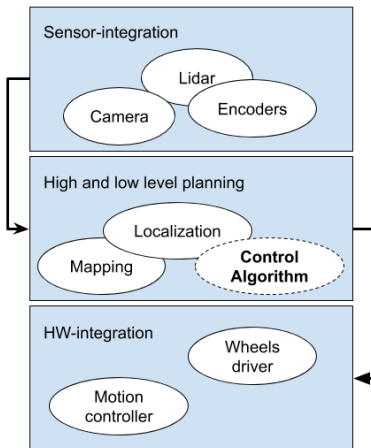 Sensor-integration
Lidar
Camera
Encoders
High and low level planning
Localization
Mapping
Control
Algorithm
HW-integration
Wheels
driver
Motion
controller